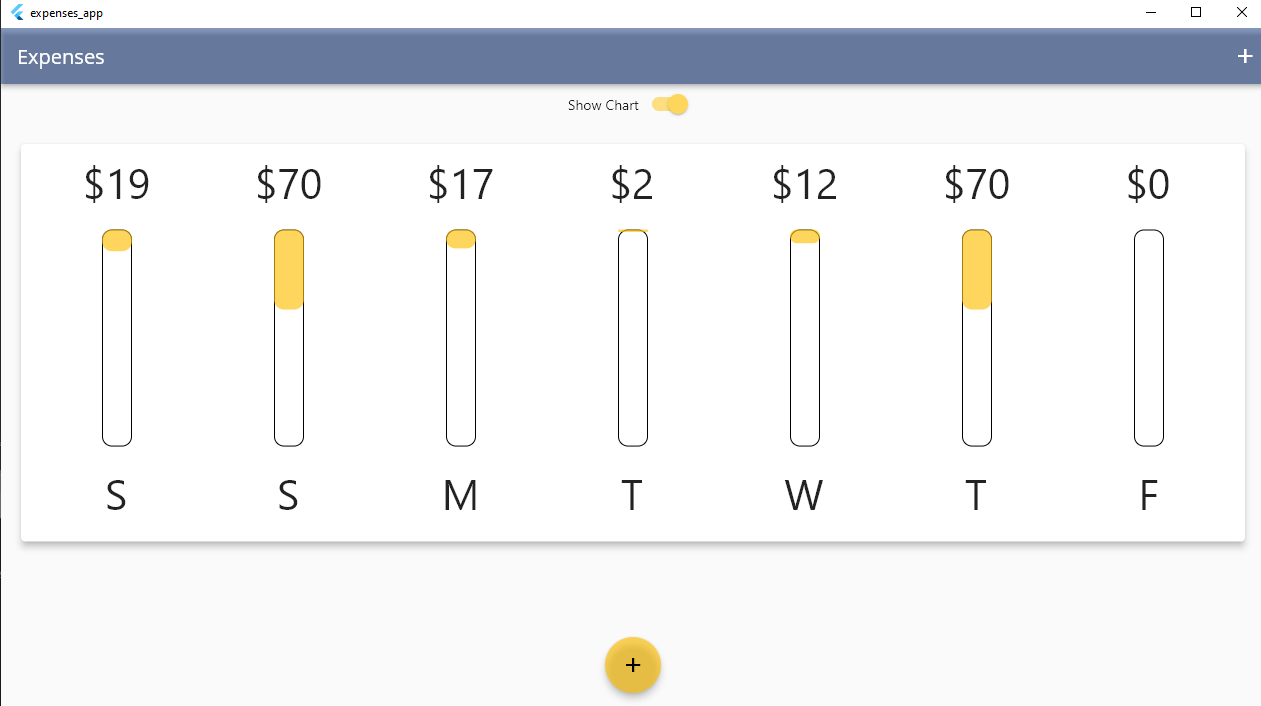 expenses_app
Expenses
Show Chart
$19 $70 $17 $2 $12 $70 $0
S S M T W T F